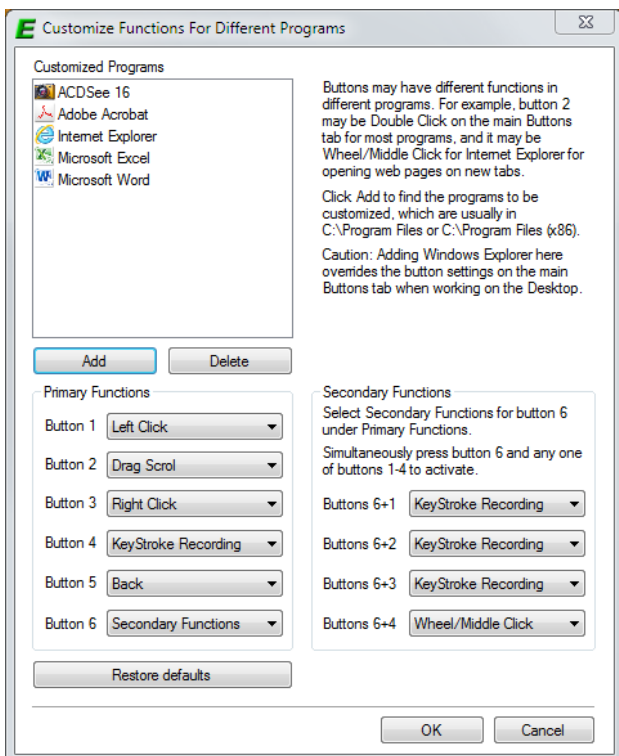 E Customize Functions For Different Programs
Customized Programs
ACDSee 16
Adobe Acrobat
Internet Explorer
Microsoft Excel
Microsoft Word
Buttons may have different functions in
different programs. For example, button 2
may be Double Click on the main Buttons
tab for most programs, and it may be
Wheel/Middle Click for Internet Explorer for
opening web pages on new tabs.
Click Add to find the programs to be
customized, which are usually in
C:\Program Files or C:\Program Files (x86).
Caution: Adding Windows Explorer here
overrides the button settings on the main
Buttons tab when working on the Desktop.
Add
Delete
Primary Functions
Button 1 Left Click
Button 2 Drag Scrol
Button 3 Right Click
Button 4 KeyStroke Recording
Button 5 Back
Button 6 Secondary Functions
Secondary Functions
Select Secondary Functions for button 6
under Primary Functions.
Simultaneously press button 6 and any one
of buttons 1-4 to activate.
Buttons 6+1 KeyStroke Recording
Buttons 6+2 KeyStroke Recording
Buttons 6+3 KeyStroke Recording
Buttons 6+4 Wheel/Middle Click
Restore defaults
OK
Cancel